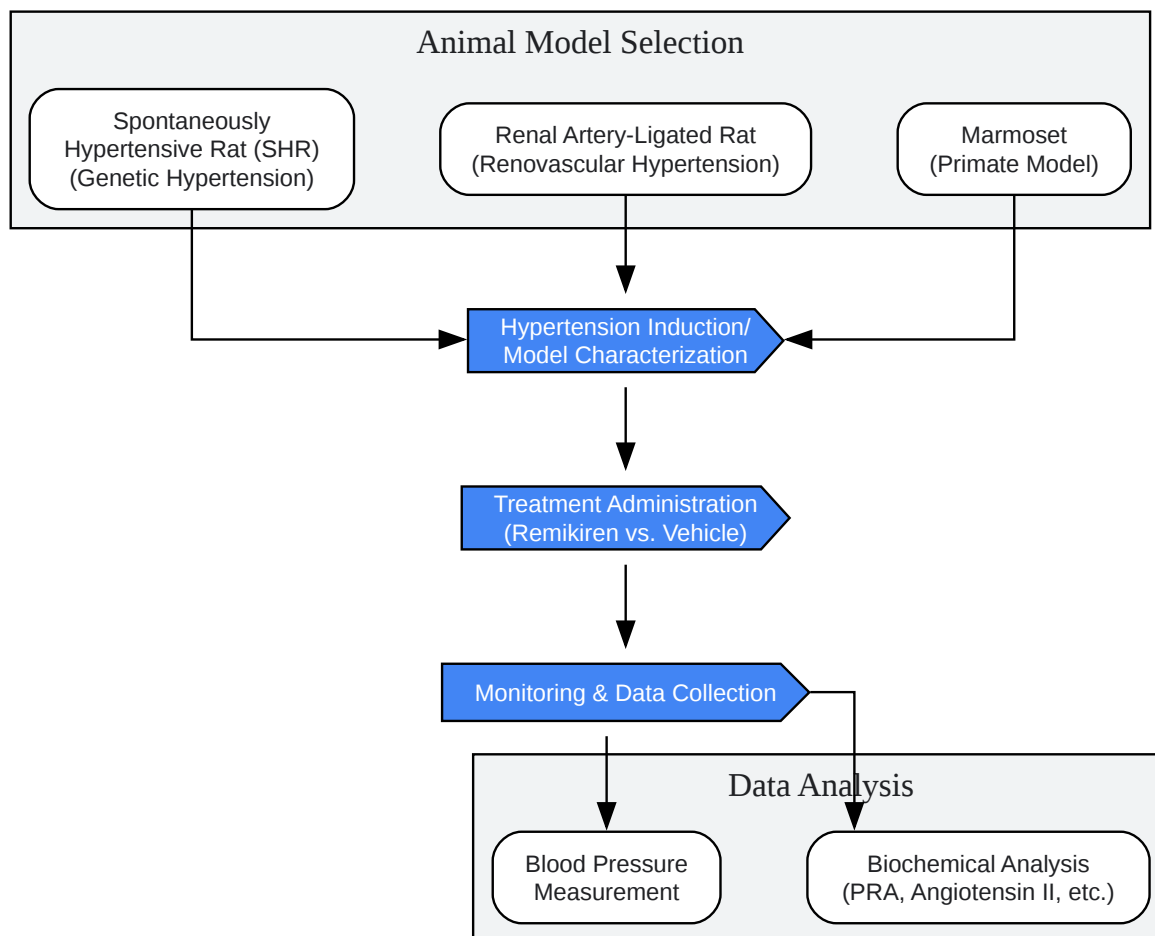 Animal Model Selection
Spontaneously
Hypertensive Rat (SHR)
(Genetic Hypertension)
Renal Artery-Ligated Rat
(Renovascular Hypertension)
Marmoset
(Primate Model)
Hypertension Induction/
Model Characterization
Treatment Administration
(Remikiren vs. Vehicle)
Monitoring & Data Collection
Data Analysis
Blood Pressure
Measurement
Biochemical Analysis
(PRA, Angiotensin II, etc.)